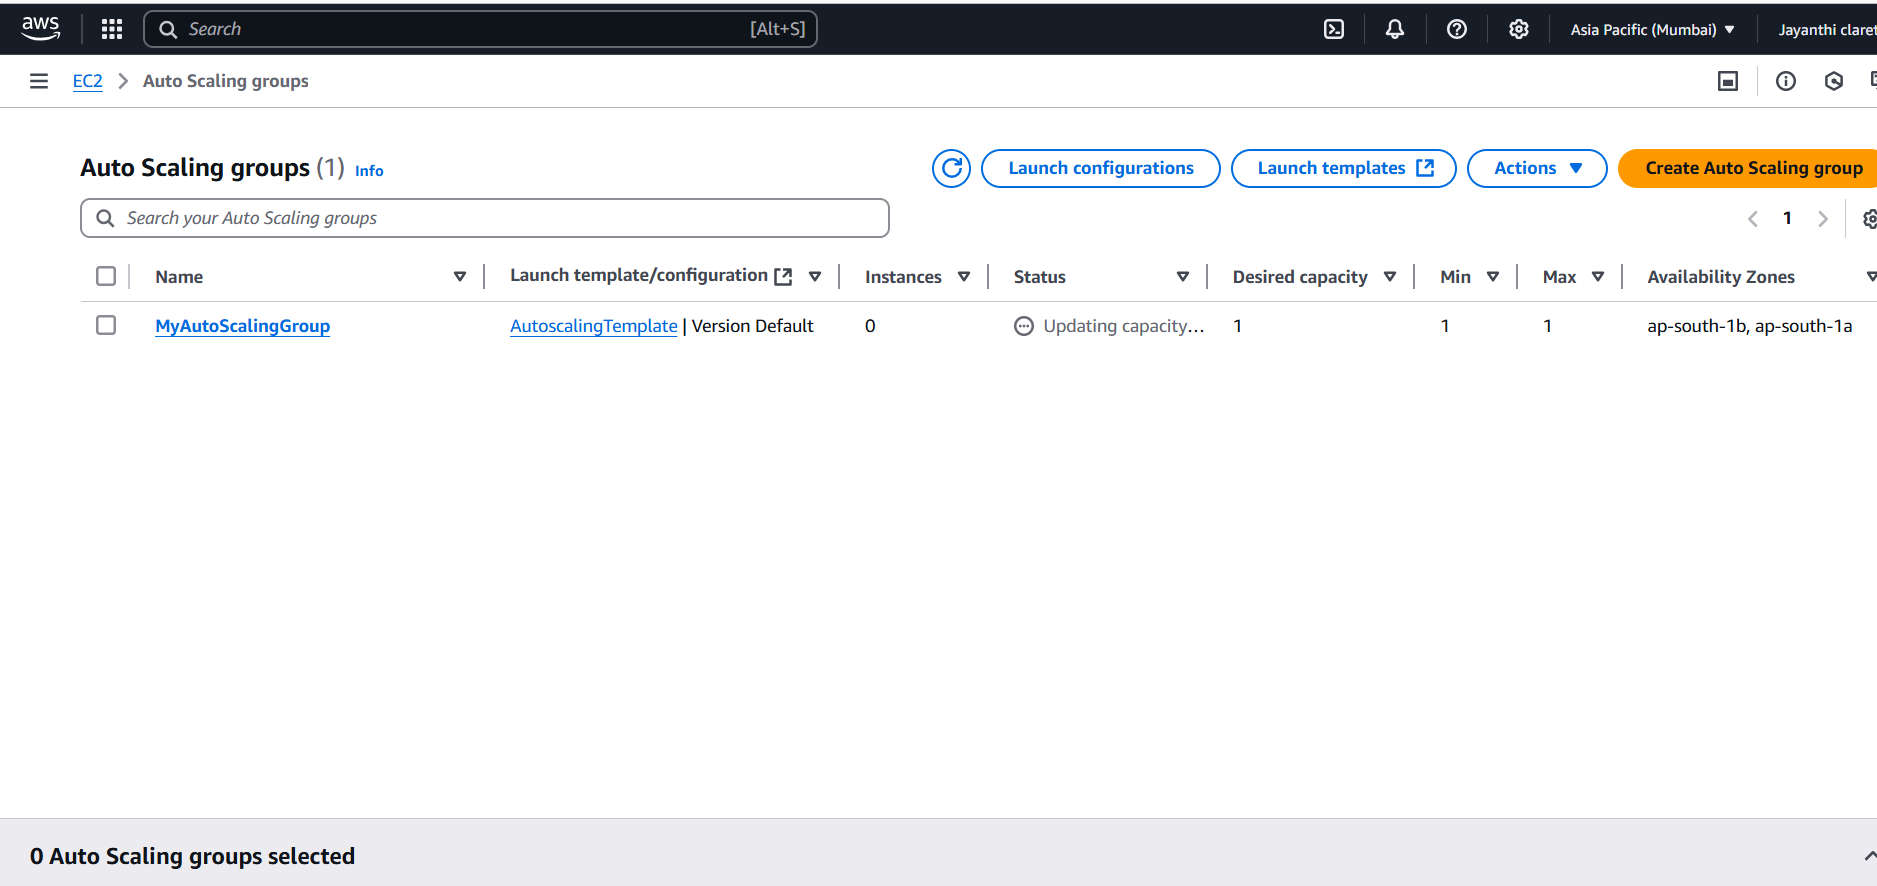 aws Search [Alt+S] Asia Pacific (Mumbai) Jayanthi claret
EC2 Auto Scaling groups
Auto Scaling groups (1) Info Launch configurations Launch templates Actions Create Auto Scaling group
Search your Auto Scaling groups 1
Name Launch template/configuration Instances Status Desired capacity Min Max Availability Zones
MyAutoScalingGroup AutoscalingTemplate | Version Default 0 Updating capacity... 1 1 1 ap-south-1b, ap-south-1a
0 Auto Scaling groups selected